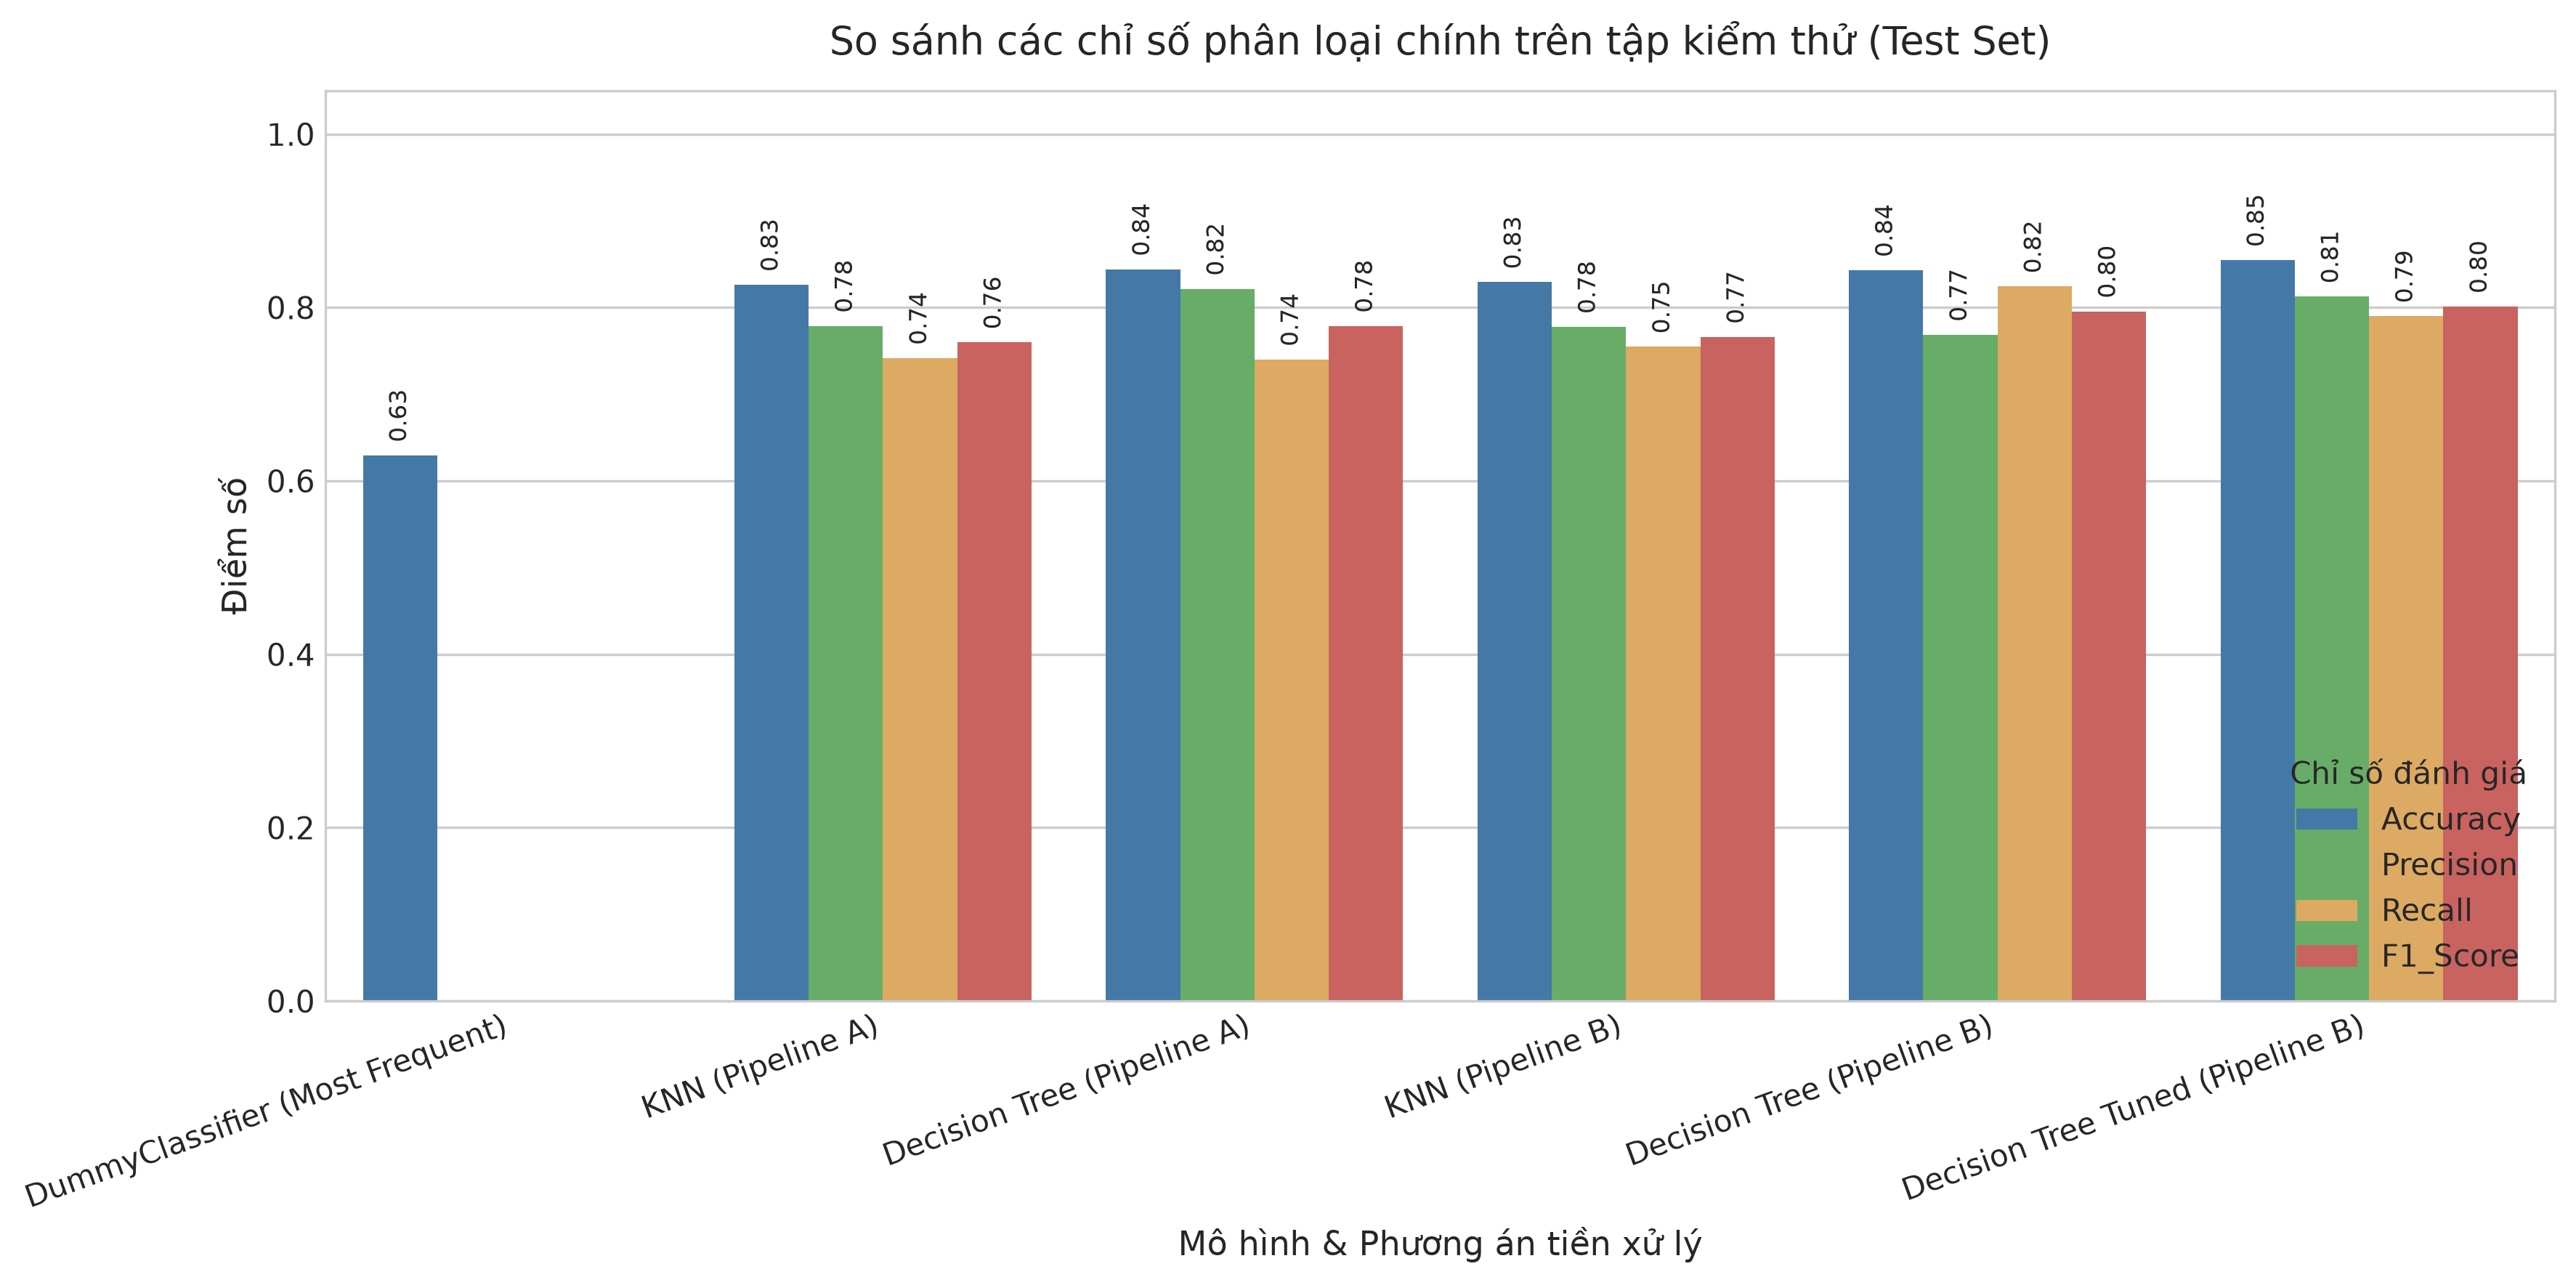 So sánh các chỉ số phân loại chính trên tập kiểm thử (Test Set)
Điểm số
1.0
0.8
0.6
0.4
0.2
0.0
0.63
0.83
0.78
0.74
0.76
0.84
0.82
0.74
0.78
0.83
0.78
0.75
0.77
0.84
0.77
0.82
0.80
0.85
0.81
0.79
0.80
Chỉ số đánh giá
Accuracy
Precision
Recall
F1_Score
DummyClassifier (Most Frequent)
KNN (Pipeline A)
Decision Tree (Pipeline A)
KNN (Pipeline B)
Decision Tree (Pipeline B)
Decision Tree Tuned (Pipeline B)
Mô hình & Phương án tiền xử lý